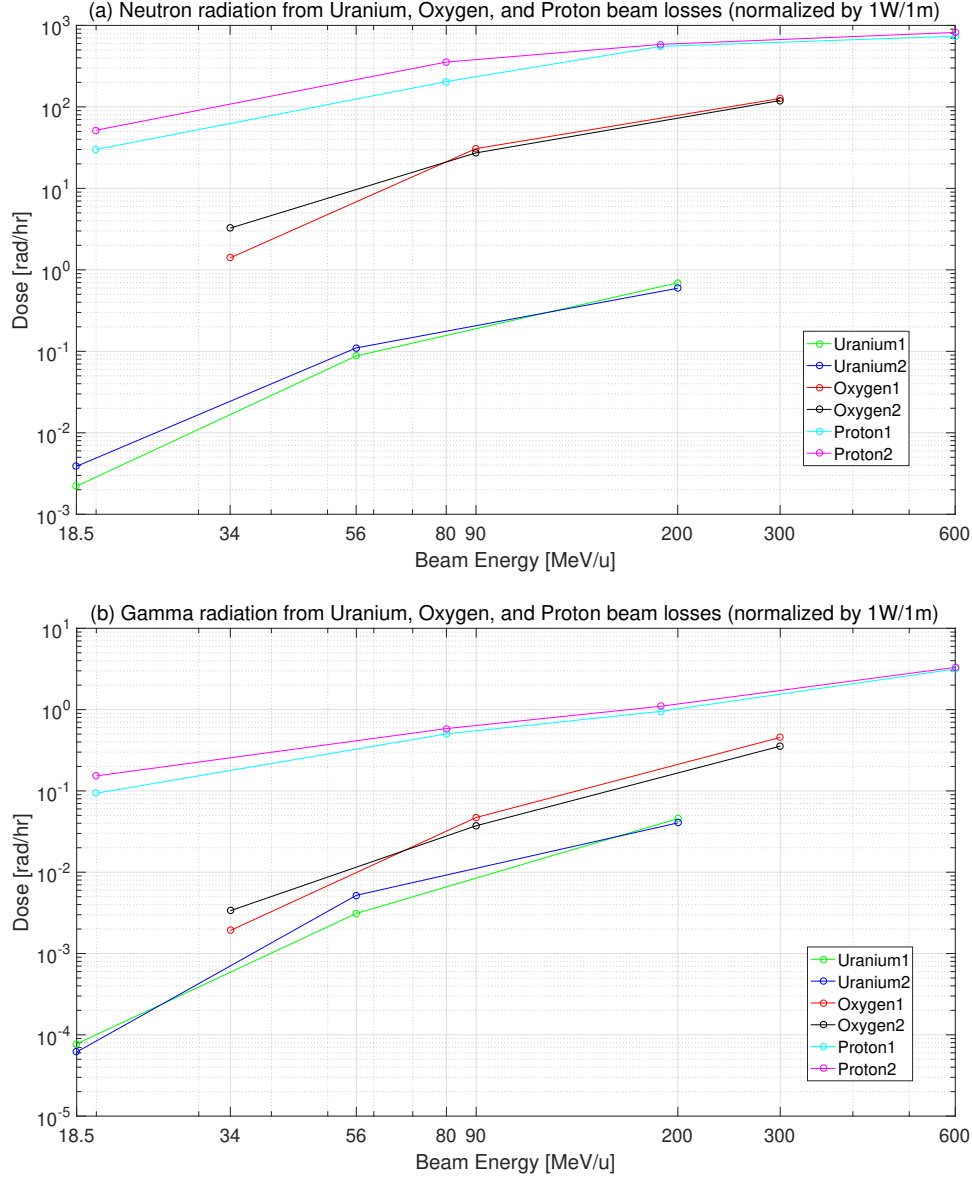 (a) Neutron radiation from Uranium, Oxygen, and Proton beam losses (normalized by 1W/1m)
10^3
10^2
10^1
10^0
10^-1
10^-2
10^-3
Dose [rad/hr]
Uranium1
Uranium2
Oxygen1
Oxygen2
Proton1
Proton2
18.5 34 56 80 90 200 300 600
Beam Energy [MeV/u]
(b) Gamma radiation from Uranium, Oxygen, and Proton beam losses (normalized by 1W/1m)
10^1
10^0
10^-1
10^-2
10^-3
10^-4
10^-5
Dose [rad/hr]
Uranium1
Uranium2
Oxygen1
Oxygen2
Proton1
Proton2
18.5 34 56 80 90 200 300 600
Beam Energy [MeV/u]